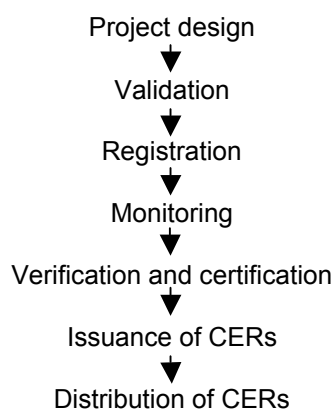 Project design
Validation
Registration
Monitoring
Verification and certification
Issuance of CERs
Distribution of CERs